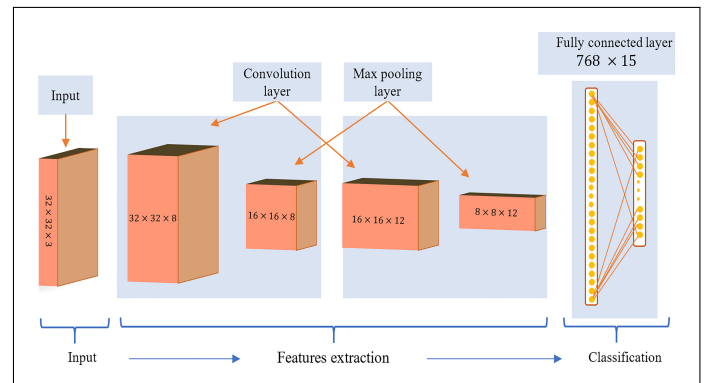 Fully connected layer
768 × 15
Convolution
layer
Max pooling
layer
Input
32 × 32 × 3
32 × 32 × 8
16 × 16 × 8
16 × 16 × 12
8 × 8 × 12
Input
Features extraction
Classification